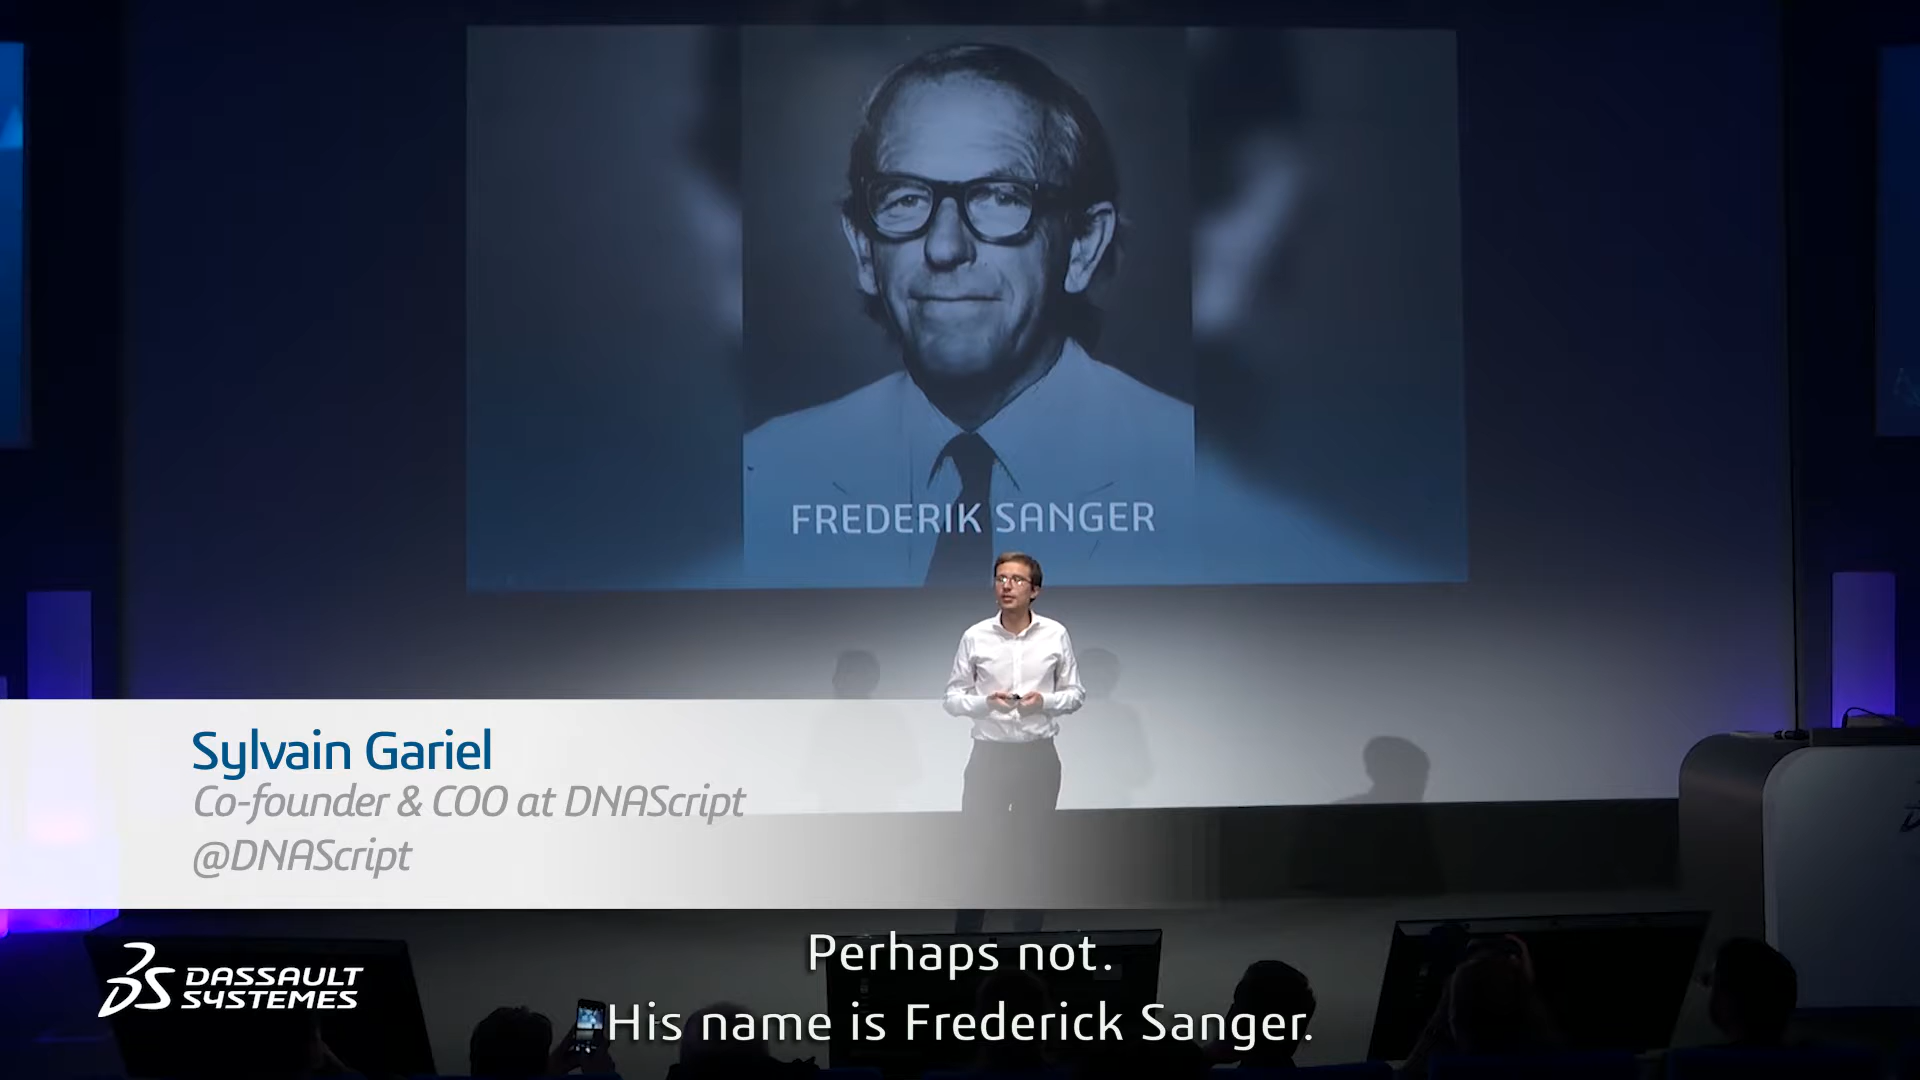 FREDERIK SANGER
Sylvain Gariel
Co-founder & COO at DNAScript
@DNAScript
DASSAULT
SYSTEMES
Perhaps not.
His name is Frederick Sanger.